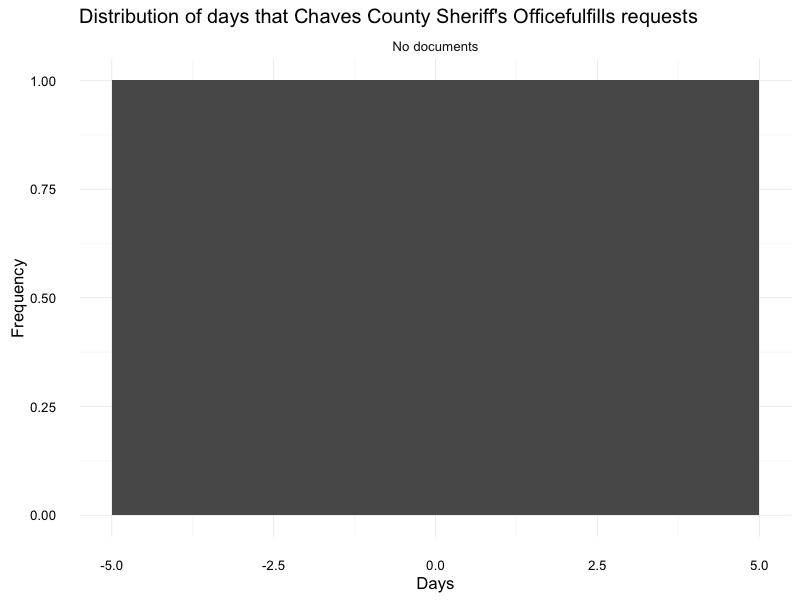 Distribution of days that Chaves County Sheriff's Officefulfills requests
No documents
1.00
0.75
0.50
0.25
0.00
Frequency
-5.0 -2.5 0.0 2.5 5.0
Days